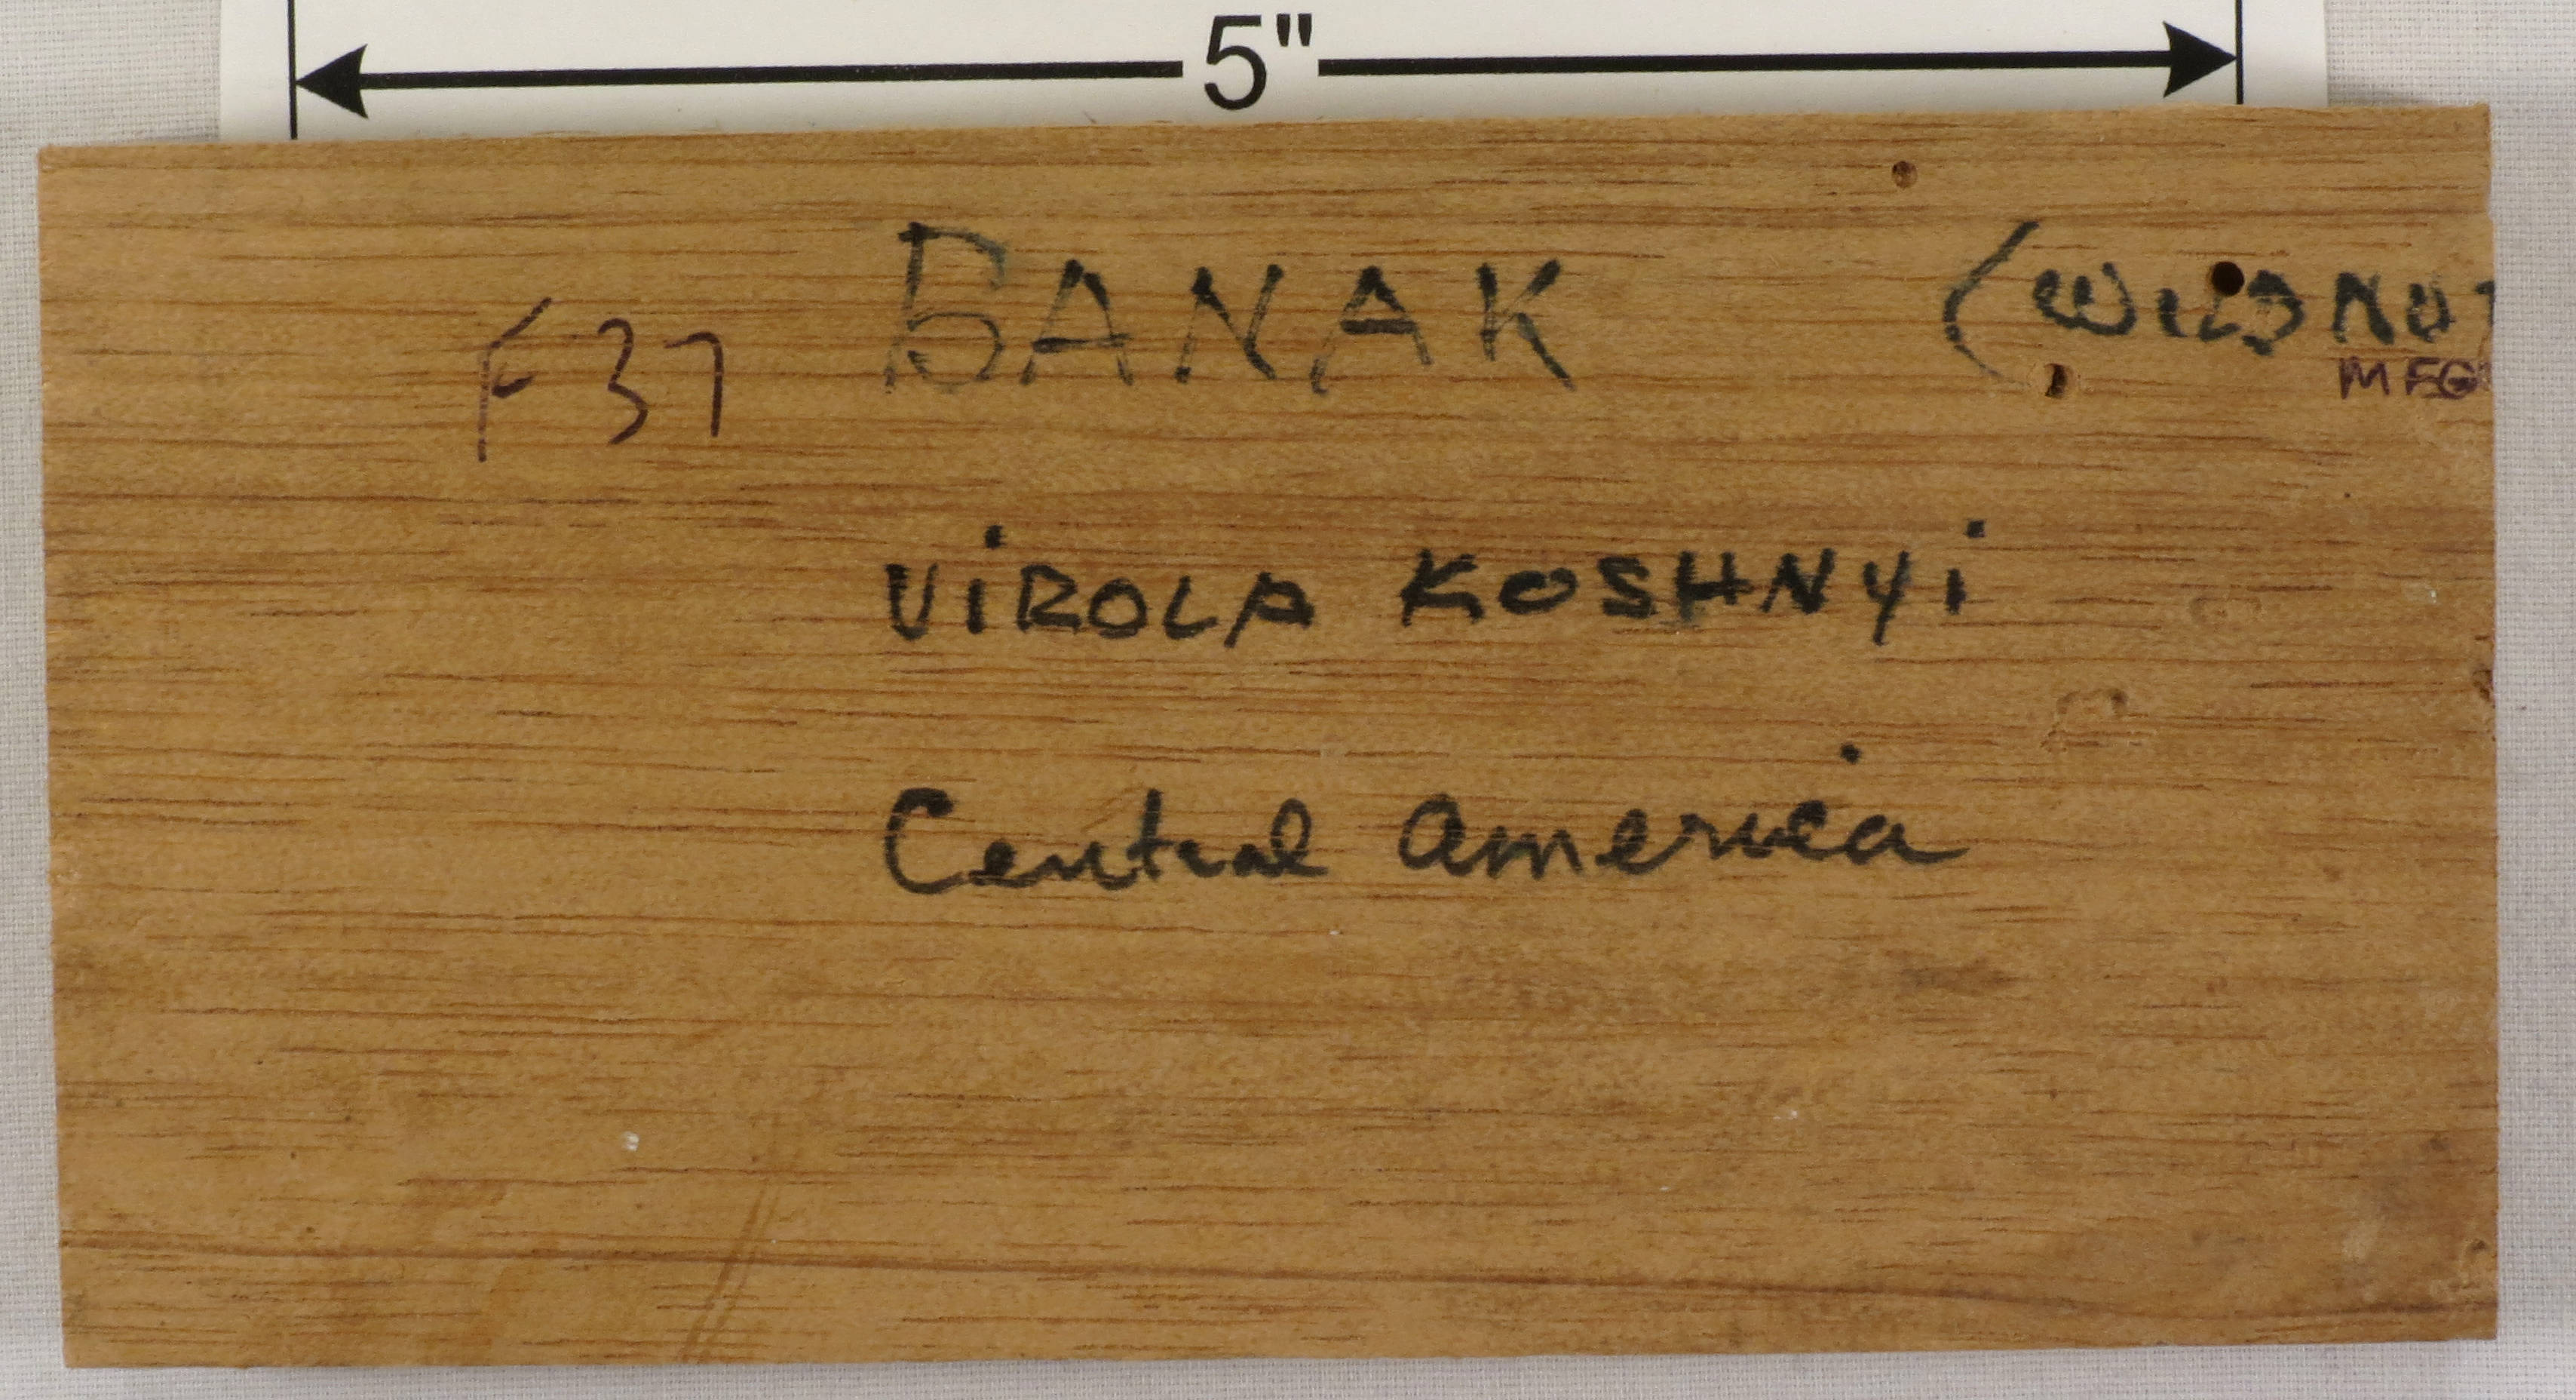 5"
F37 BANAK (WILD NUT
MFG
VIROLA KOSHNYI
Central America